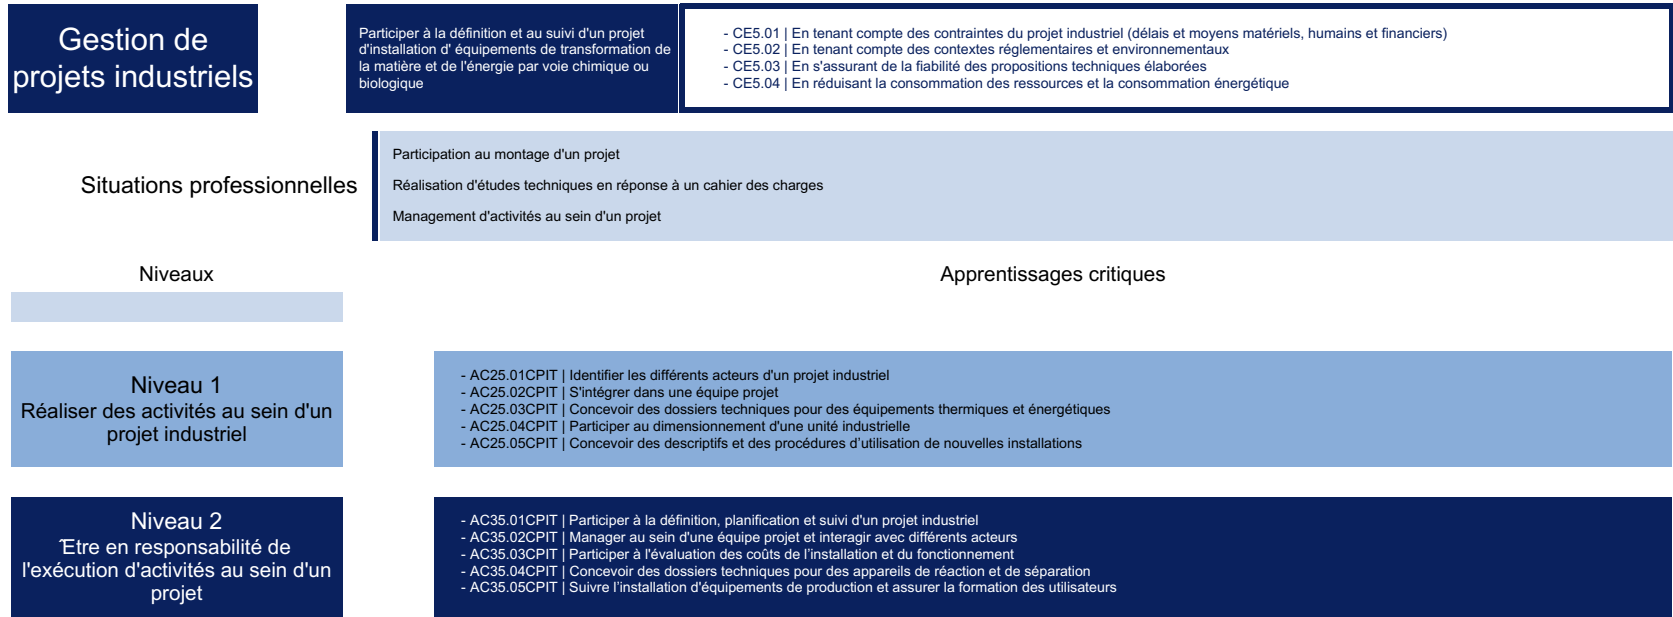 Gestion de
projets industriels
Participer à la définition et au suivi d'un projet
d'installation d' équipements de transformation de
la matière et de l'énergie par voie chimique ou
biologique
- CE5.01 | En tenant compte des contraintes du projet industriel (délais et moyens matériels, humains et financiers)
- CE5.02 | En tenant compte des contextes réglementaires et environnementaux
- CE5.03 | En s'assurant de la fiabilité des propositions techniques élaborées
- CE5.04 | En réduisant la consommation des ressources et la consommation énergétique
Situations professionnelles
Participation au montage d'un projet
Réalisation d'études techniques en réponse à un cahier des charges
Management d'activités au sein d'un projet
Niveaux
Apprentissages critiques
Niveau 1
Réaliser des activités au sein d'un
projet industriel
- AC25.01CPIT | Identifier les différents acteurs d'un projet industriel
- AC25.02CPIT | S'intégrer dans une équipe projet
- AC25.03CPIT | Concevoir des dossiers techniques pour des équipements thermiques et énergétiques
- AC25.04CPIT | Participer au dimensionnement d'une unité industrielle
- AC25.05CPIT | Concevoir des descriptifs et des procédures d’utilisation de nouvelles installations
Niveau 2
Être en responsabilité de
l'exécution d'activités au sein d'un
projet
- AC35.01CPIT | Participer à la définition, planification et suivi d'un projet industriel
- AC35.02CPIT | Manager au sein d'une équipe projet et interagir avec différents acteurs
- AC35.03CPIT | Participer à l'évaluation des coûts de l’installation et du fonctionnement
- AC35.04CPIT | Concevoir des dossiers techniques pour des appareils de réaction et de séparation
- AC35.05CPIT | Suivre l’installation d'équipements de production et assurer la formation des utilisateurs